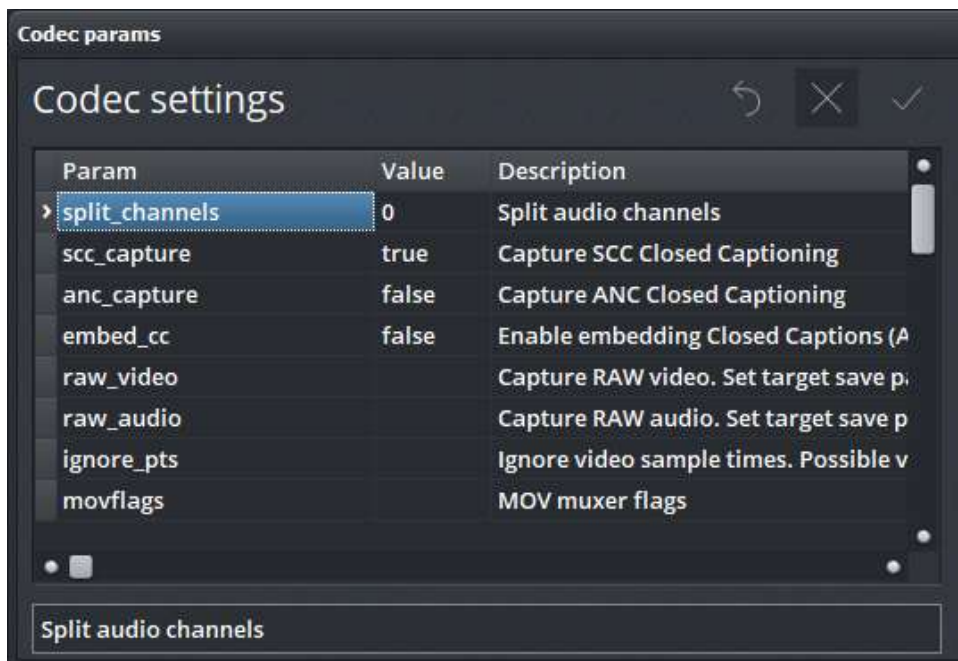 Codec params
Codec settings
Param Value Description
split_channels 0 Split audio channels
scc_capture true Capture SCC Closed Captioning
anc_capture false Capture ANC Closed Captioning
embed_cc false Enable embedding Closed Captions (A
raw_video Capture RAW video. Set target save pa
raw_audio Capture RAW audio. Set target save p
ignore_pts Ignore video sample times. Possible v
movflags MOV muxer flags
Split audio channels